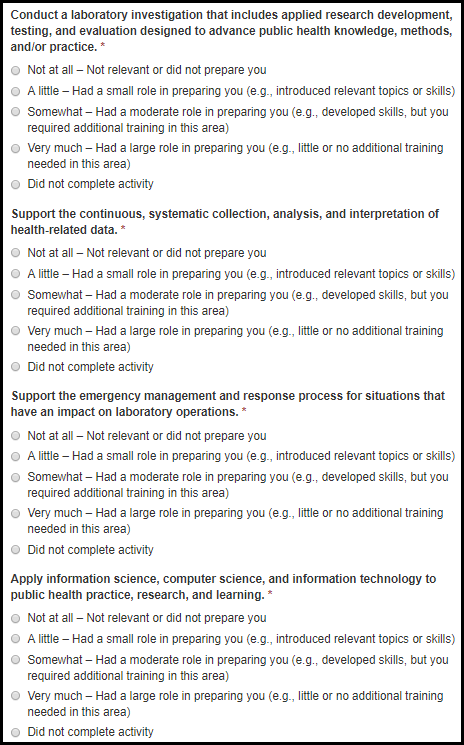 Conduct a laboratory investigation that includes applied research development,
testing, and evaluation designed to advance public health knowledge, methods,
and/or practice. *
Not at all – Not relevant or did not prepare you
A little – Had a small role in preparing you (e.g., introduced relevant topics or skills)
Somewhat – Had a moderate role in preparing you (e.g., developed skills, but you
required additional training in this area)
Very much – Had a large role in preparing you (e.g., little or no additional training
needed in this area)
Did not complete activity
Support the continuous, systematic collection, analysis, and interpretation of
health-related data. *
Not at all – Not relevant or did not prepare you
A little – Had a small role in preparing you (e.g., introduced relevant topics or skills)
Somewhat – Had a moderate role in preparing you (e.g., developed skills, but you
required additional training in this area)
Very much – Had a large role in preparing you (e.g., little or no additional training
needed in this area)
Did not complete activity
Support the emergency management and response process for situations that
have an impact on laboratory operations. *
Not at all – Not relevant or did not prepare you
A little – Had a small role in preparing you (e.g., introduced relevant topics or skills)
Somewhat – Had a moderate role in preparing you (e.g., developed skills, but you
required additional training in this area)
Very much – Had a large role in preparing you (e.g., little or no additional training
needed in this area)
Did not complete activity
Apply information science, computer science, and information technology to
public health practice, research, and learning. *
Not at all – Not relevant or did not prepare you
A little – Had a small role in preparing you (e.g., introduced relevant topics or skills)
Somewhat – Had a moderate role in preparing you (e.g., developed skills, but you
required additional training in this area)
Very much – Had a large role in preparing you (e.g., little or no additional training
needed in this area)
Did not complete activity